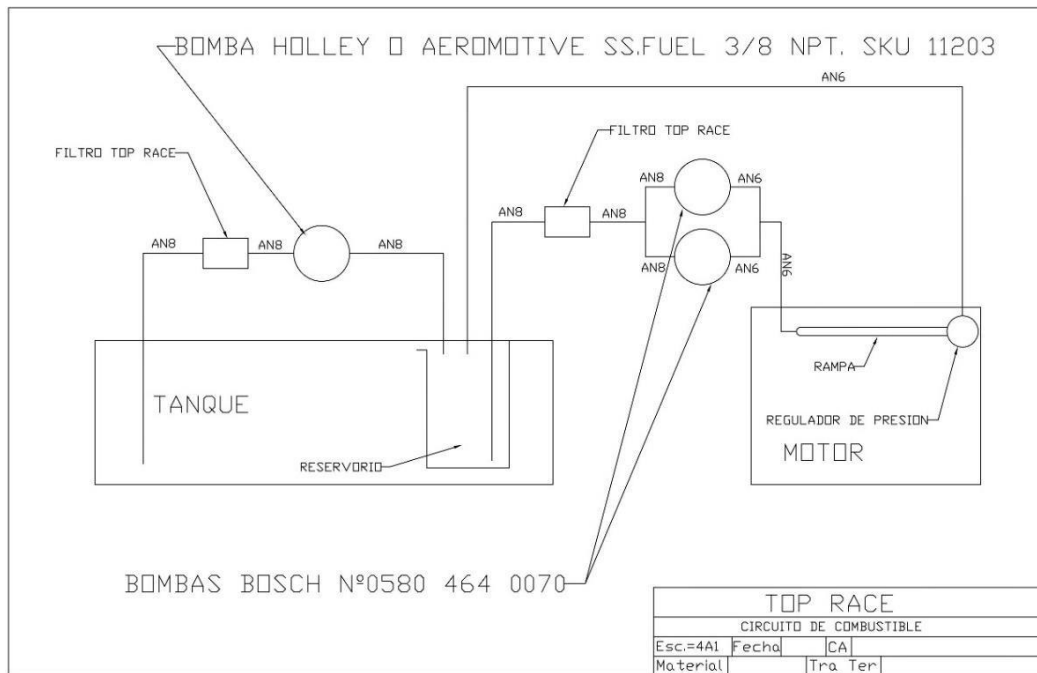 BOMBA HOLLEY O AEROMOTIVE SS.FUEL 3/8 NPT. SKU 11203
AN6
FILTRO TOP RACE
FILTRO TOP RACE
AN8
AN6
AN8
AN8
AN8
AN8
AN8
AN8
AN6
AN6
TANQUE
RAMPA
REGULADOR DE PRESION
MOTOR
RESERVORIO
BOMBAS BOSCH Nº0580 464 0070
TOP RACE
CIRCUITO DE COMBUSTIBLE
Esc.=4A1 Fecha CA
Material Tra Ter